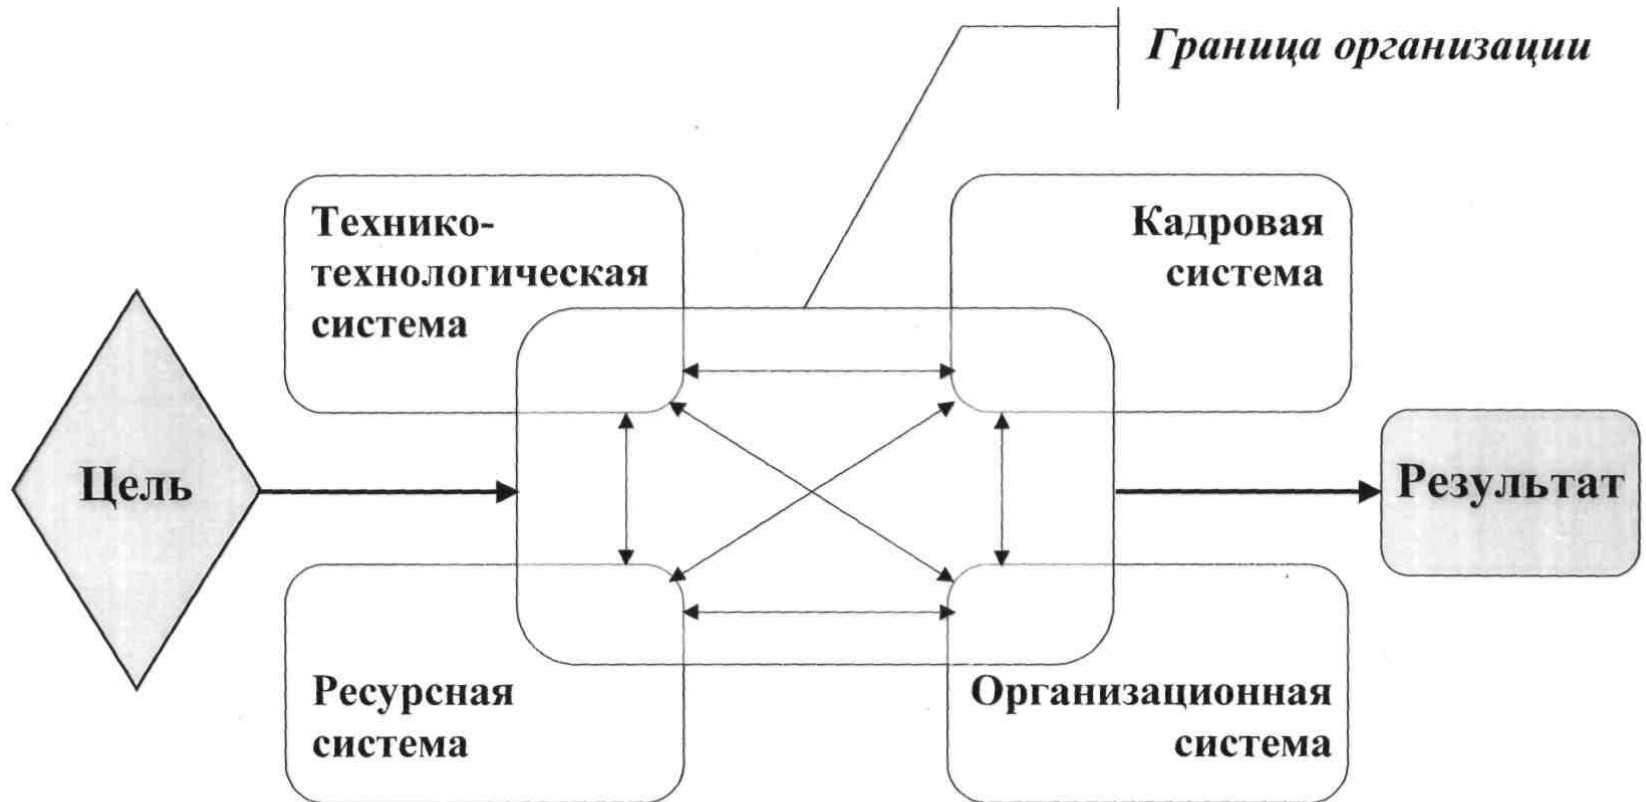 Граница организации
Технико-
технологическая
система
Кадровая
система
Цель
Результат
Ресурсная
система
Организационная
система